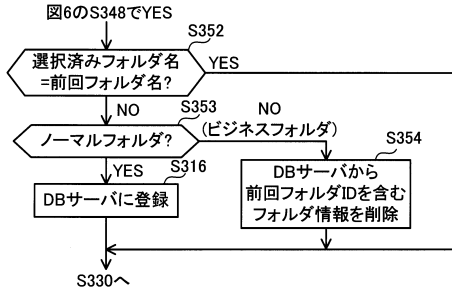 図6のS348でYES
S352
選択済みフォルダ名
=前回フォルダ名?
YES
NO
S353
ノーマルフォルダ?
NO
(ビジネスフォルダ)
YES
S316
S354
DBサーバに登録
DBサーバから
前回フォルダIDを含む
フォルダ情報を削除
S330へ